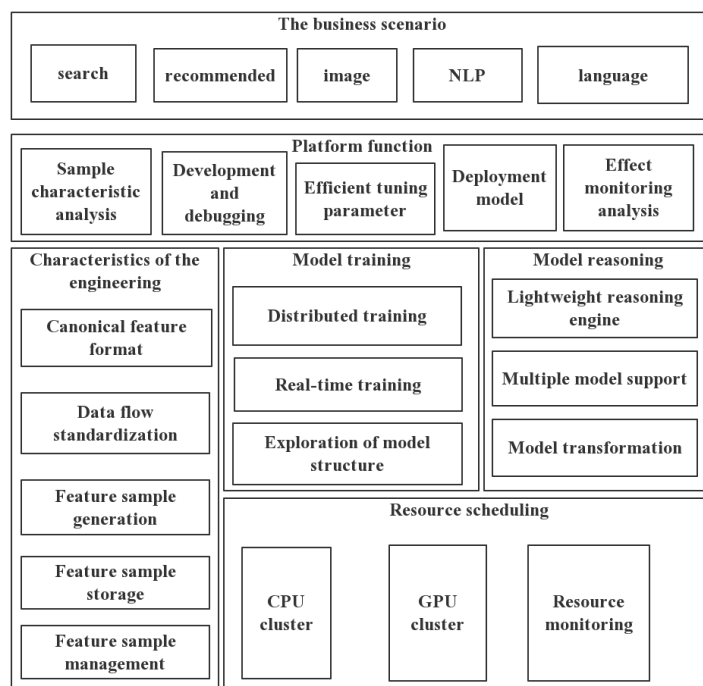 The business scenario
search
recommended
image
NLP
language
Platform function
Sample
characteristic
analysis
Development
and
debugging
Efficient tuning
parameter
Deployment
model
Effect
monitoring
analysis
Characteristics of the
engineering
Canonical feature
format
Data flow
standardization
Feature sample
generation
Feature sample
storage
Feature sample
management
Model training
Distributed training
Real-time training
Exploration of model
structure
Model reasoning
Lightweight reasoning
engine
Multiple model support
Model transformation
Resource scheduling
CPU
cluster
GPU
cluster
Resource
monitoring